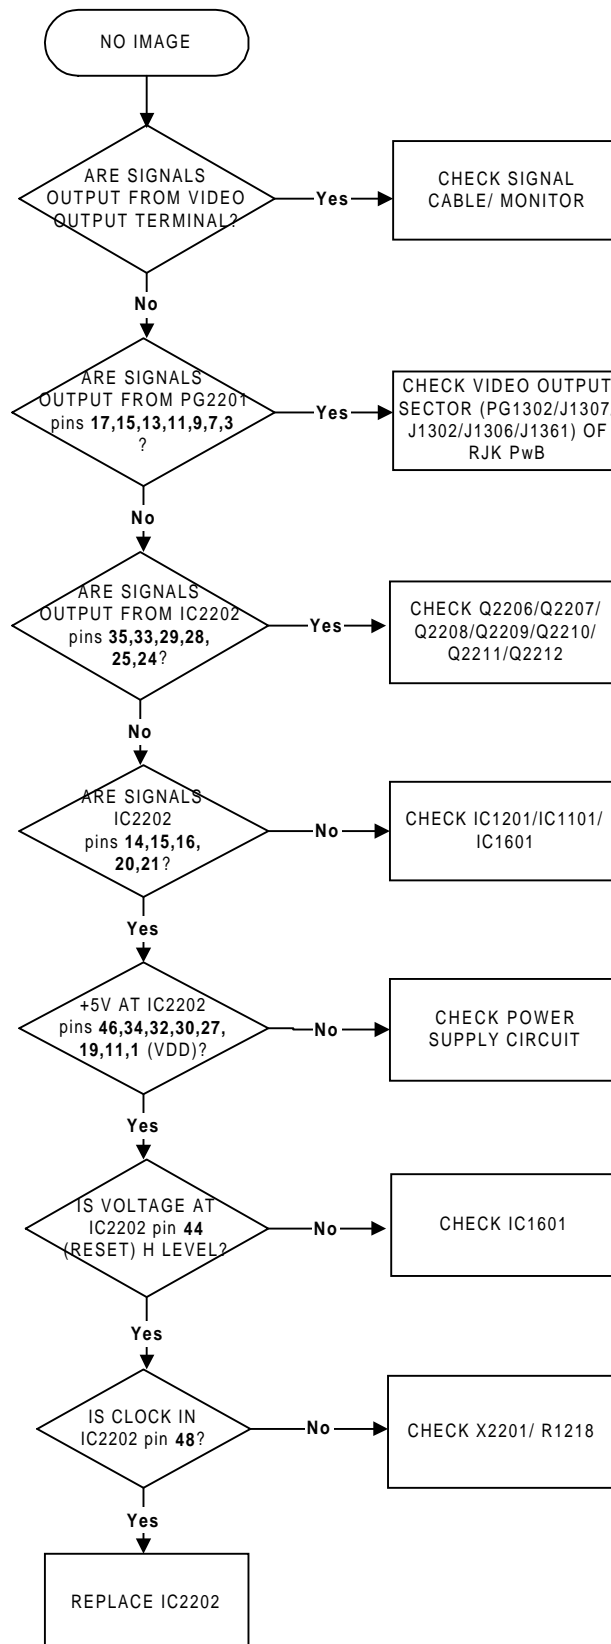 NO IMAGE
ARE SIGNALS
OUTPUT FROM VIDEO
OUTPUT TERMINAL?
Yes
CHECK SIGNAL
CABLE/ MONITOR
No
ARE SIGNALS
OUTPUT FROM PG2201
pins 17,15,13,11,9,7,3
?
Yes
CHECK VIDEO OUTPUT
SECTOR (PG1302/J1307/
J1302/J1306/J1361) OF
RJK PwB
No
ARE SIGNALS
OUTPUT FROM IC2202
pins 35,33,29,28,
25,24?
Yes
CHECK Q2206/Q2207/
Q2208/Q2209/Q2210/
Q2211/Q2212
No
ARE SIGNALS
IC2202
pins 14,15,16,
20,21?
No
CHECK IC1201/IC1101/
IC1601
Yes
+5V AT IC2202
pins 46,34,32,30,27,
19,11,1 (VDD)?
No
CHECK POWER
SUPPLY CIRCUIT
Yes
IS VOLTAGE AT
IC2202 pin 44
(RESET) H LEVEL?
No
CHECK IC1601
Yes
IS CLOCK IN
IC2202 pin 48?
No
CHECK X2201/ R1218
Yes
REPLACE IC2202